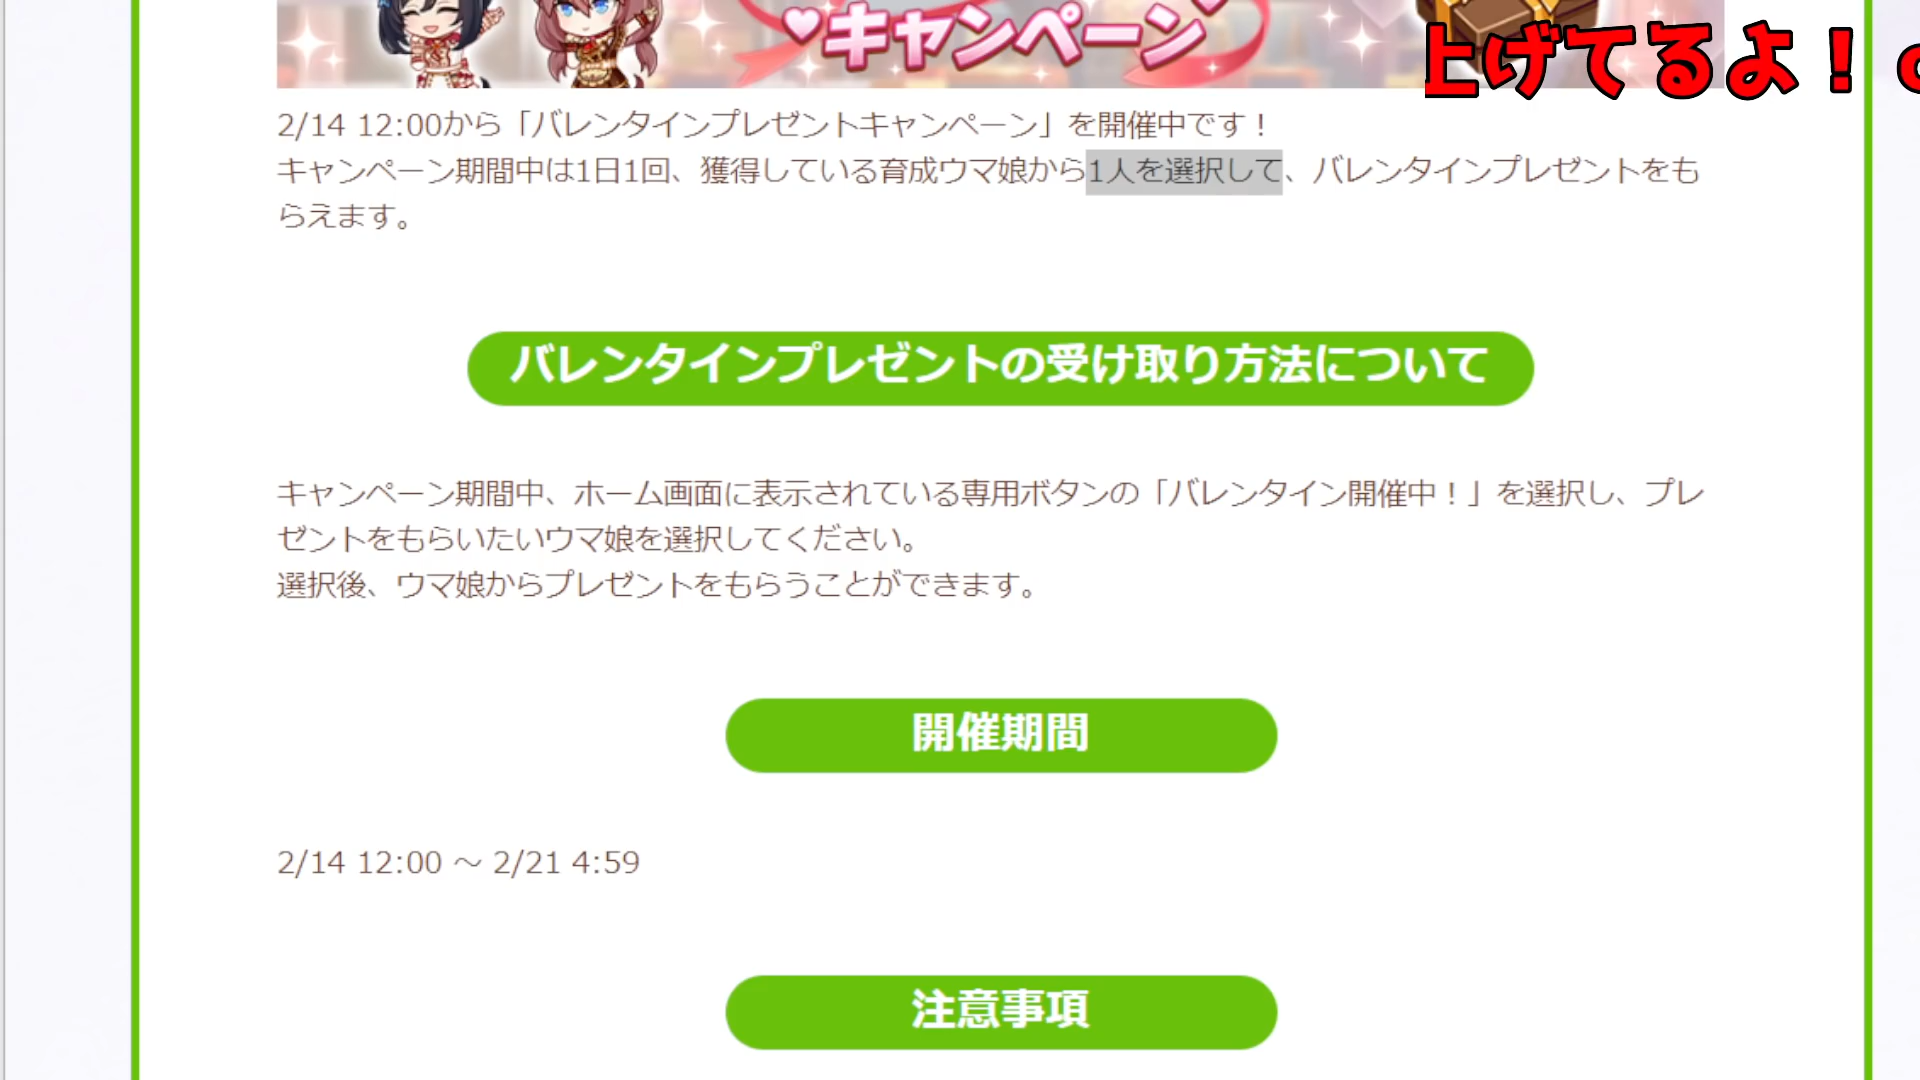 キャンペーン
上げてるよ！
2/14 12:00から「バレンタインプレゼントキャンペーン」を開催中です！
キャンペーン期間中は1日1回、獲得している育成ウマ娘から1人を選択して、バレンタインプレゼントをも
らえます。
バレンタインプレゼントの受け取り方法について
キャンペーン期間中、ホーム画面に表示されている専用ボタンの「バレンタイン開催中！」を選択し、プレ
ゼントをもらいたいウマ娘を選択してください。
選択後、ウマ娘からプレゼントをもらうことができます。
開催期間
2/14 12:00 ～ 2/21 4:59
注意事項